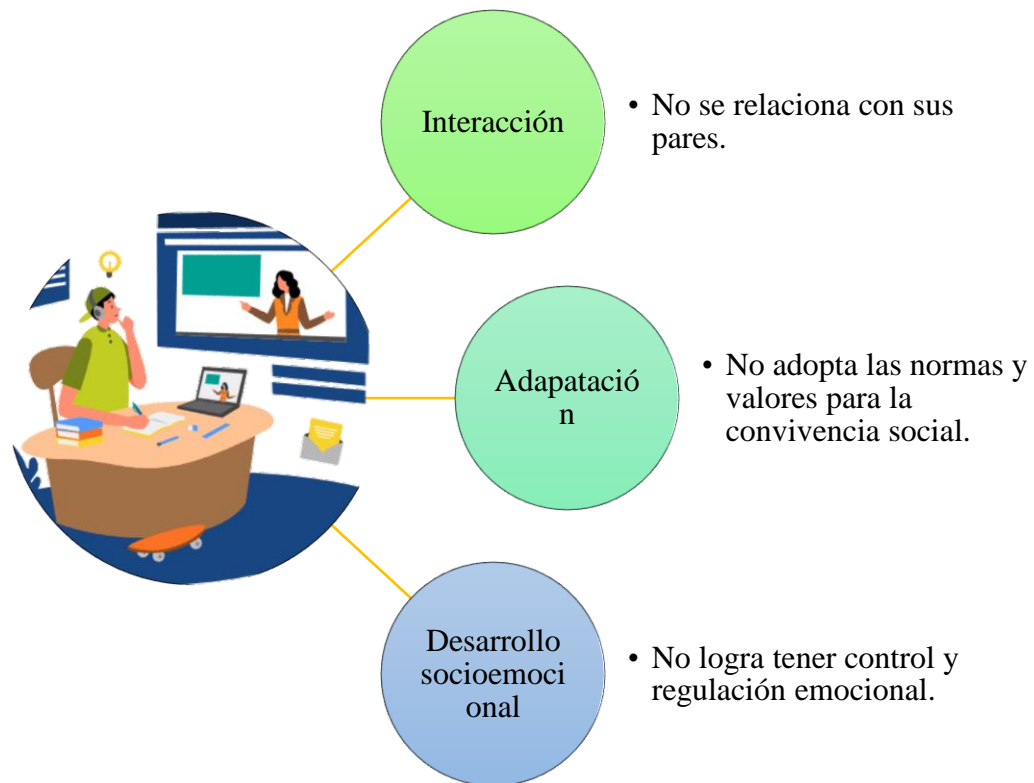 Interacción
• No se relaciona con sus
pares.
Adapatació
n
• No adopta las normas y
valores para la
convivencia social.
Desarrollo
socioemoci
onal
• No logra tener control y
regulación emocional.